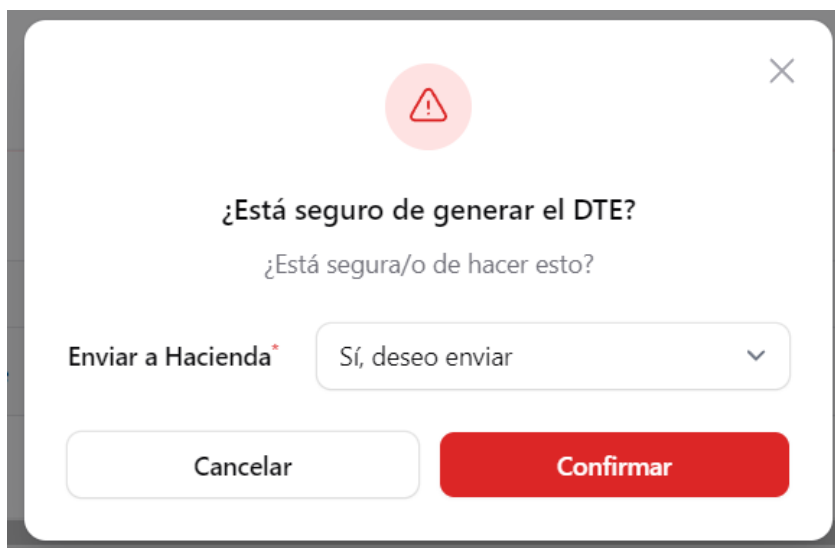 ¿Está seguro de generar el DTE?
¿Está segura/o de hacer esto?
Enviar a Hacienda* Sí, deseo enviar
Cancelar Confirmar